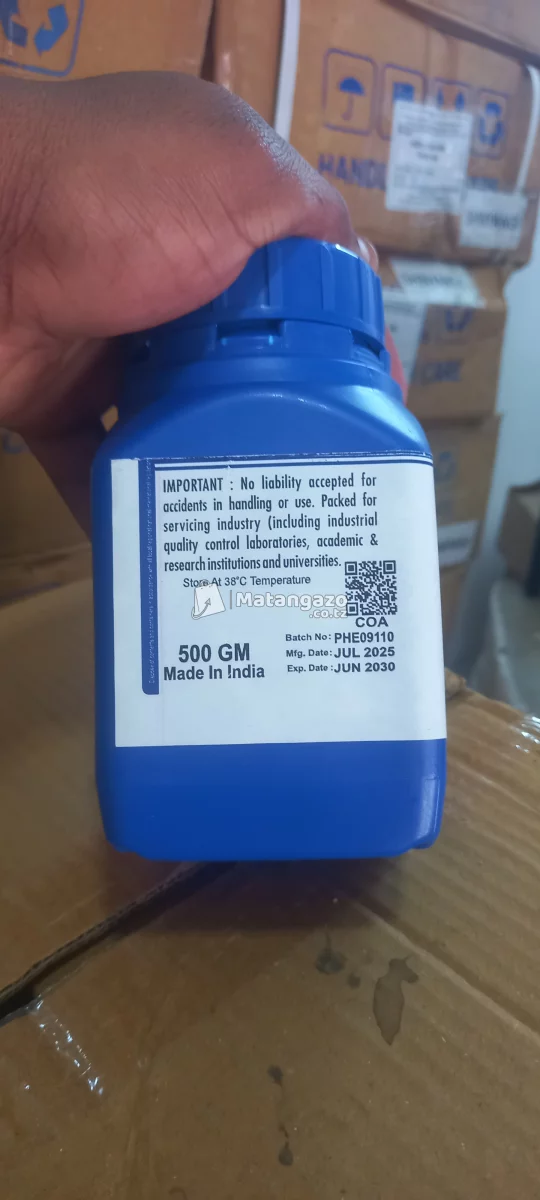 HAND
CARE
IMPORTANT : No liability accepted for
accidents in handling or use. Packed for
servicing industry (including industrial
quality control laboratories, academic &
research institutions and universities.
Store At 38°C Temperature
Matangazo
.co.tz
COA
500 GM
Made In India
Batch No: PHE09110
Mfg. Date: JUL 2025
Exp. Date : JUN 2030